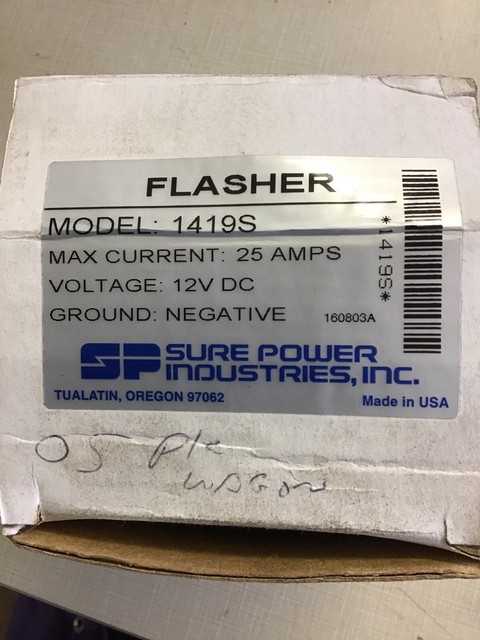 FLASHER
MODEL: 1419S
MAX CURRENT: 25 AMPS
VOLTAGE: 12V DC
GROUND: NEGATIVE 160803A
*1419S*
SP SURE POWER
INDUSTRIES, INC.
TUALATIN, OREGON 97062 Made in USA
05
WAGON